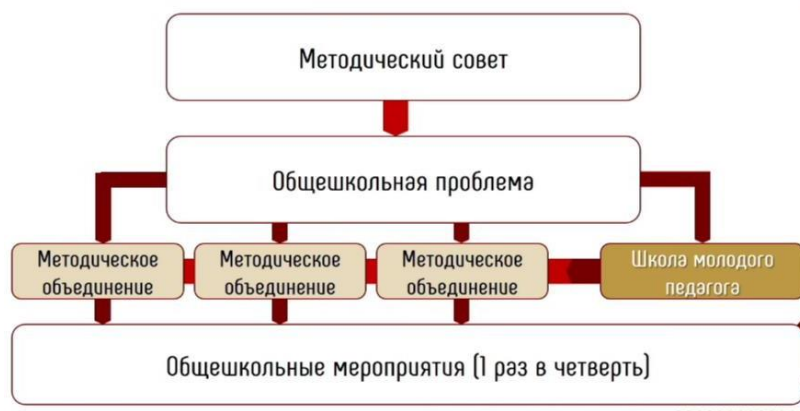 Методический совет
Общешкольная проблема
Методическое
объединение
Методическое
объединение
Методическое
объединение
Школа молодого
педагога
Общешкольные мероприятия (1 раз в четверть)